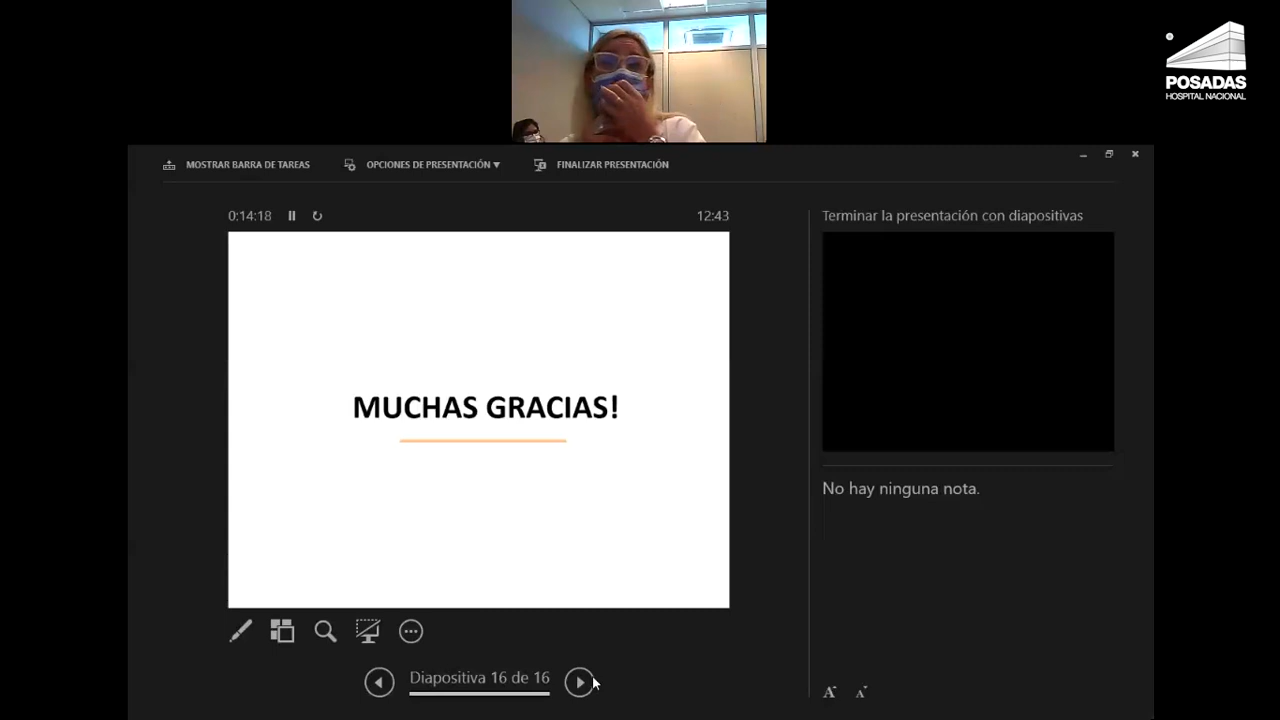 POSADAS
HOSPITAL NACIONAL
MOSTRAR BARRA DE TAREAS
OPCIONES DE PRESENTACIÓN ▼
FINALIZAR PRESENTACIÓN
0:14:18
12:43
Terminar la presentación con diapositivas
MUCHAS GRACIAS!
No hay ninguna nota.
Diapositiva 16 de 16
A
A